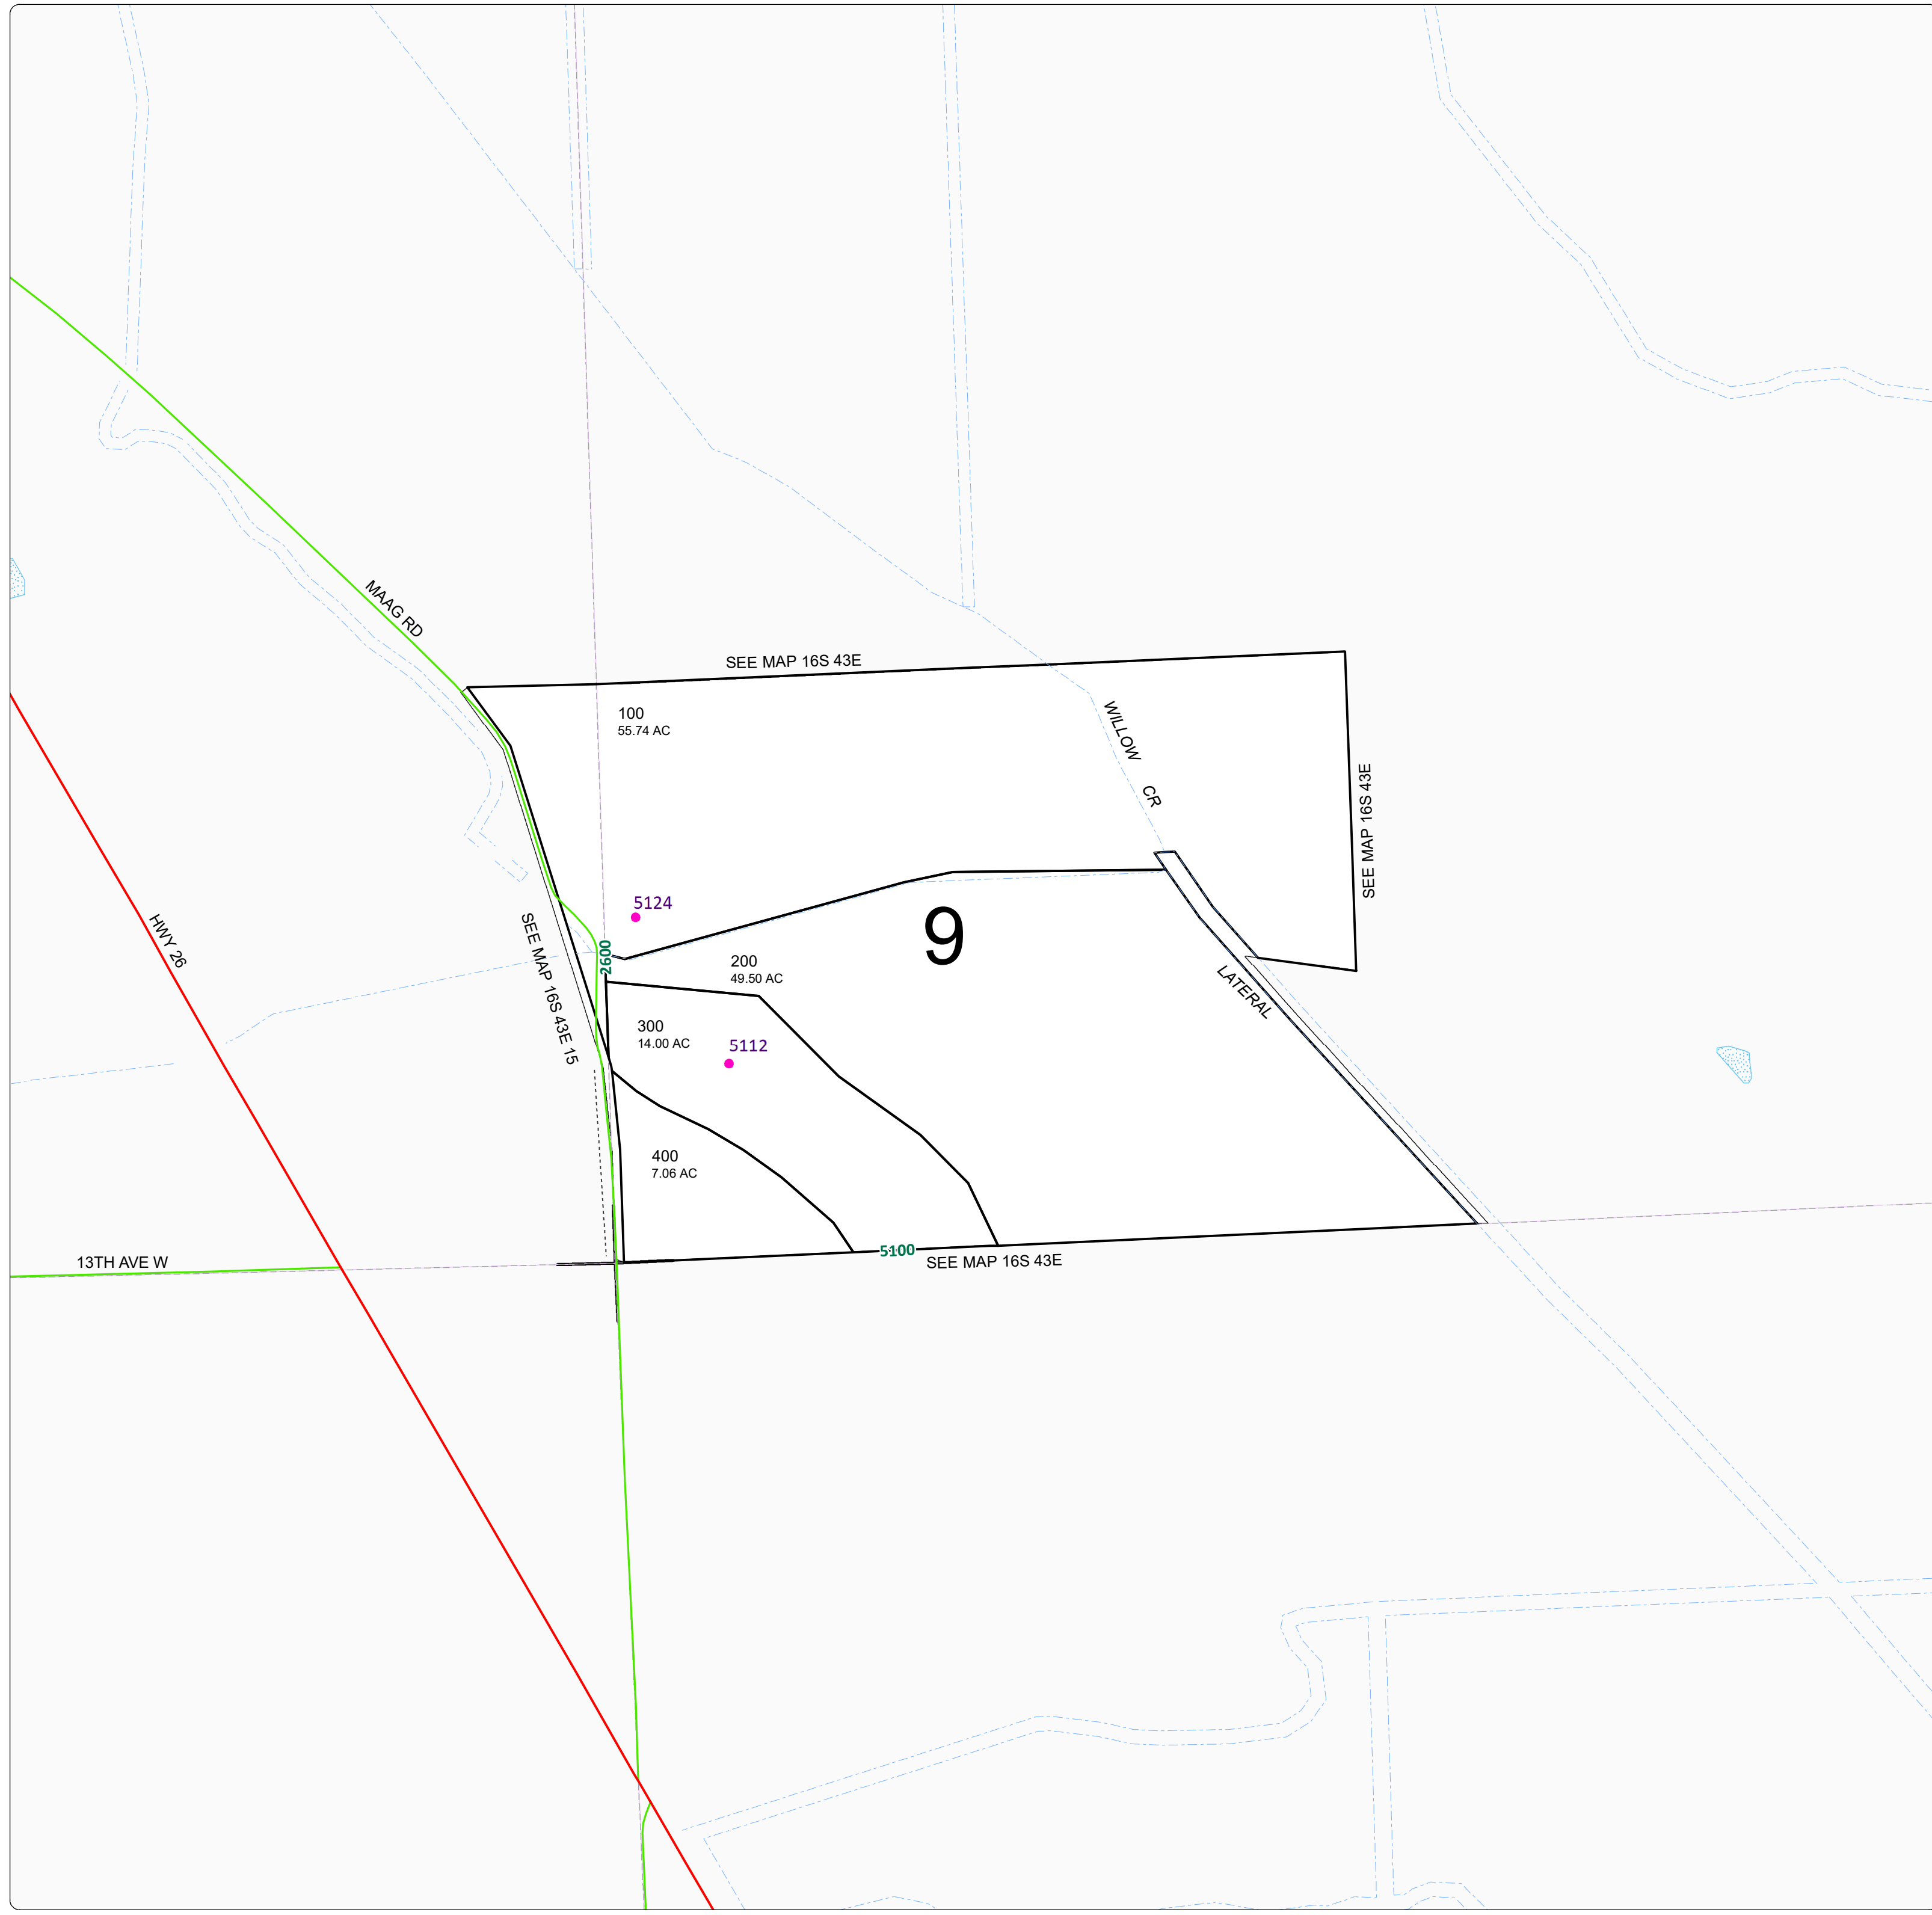 MAAG RD
SEE MAP 16S 43E
100
55.74 AC
WILLOW CR
SEE MAP 16S 43E
5124
9
HWY 26
SEE MAP 16S 43E 15
2600
200
49.50 AC
LATERAL
300
14.00 AC
5112
400
7.06 AC
5100
13TH AVE W
SEE MAP 16S 43E